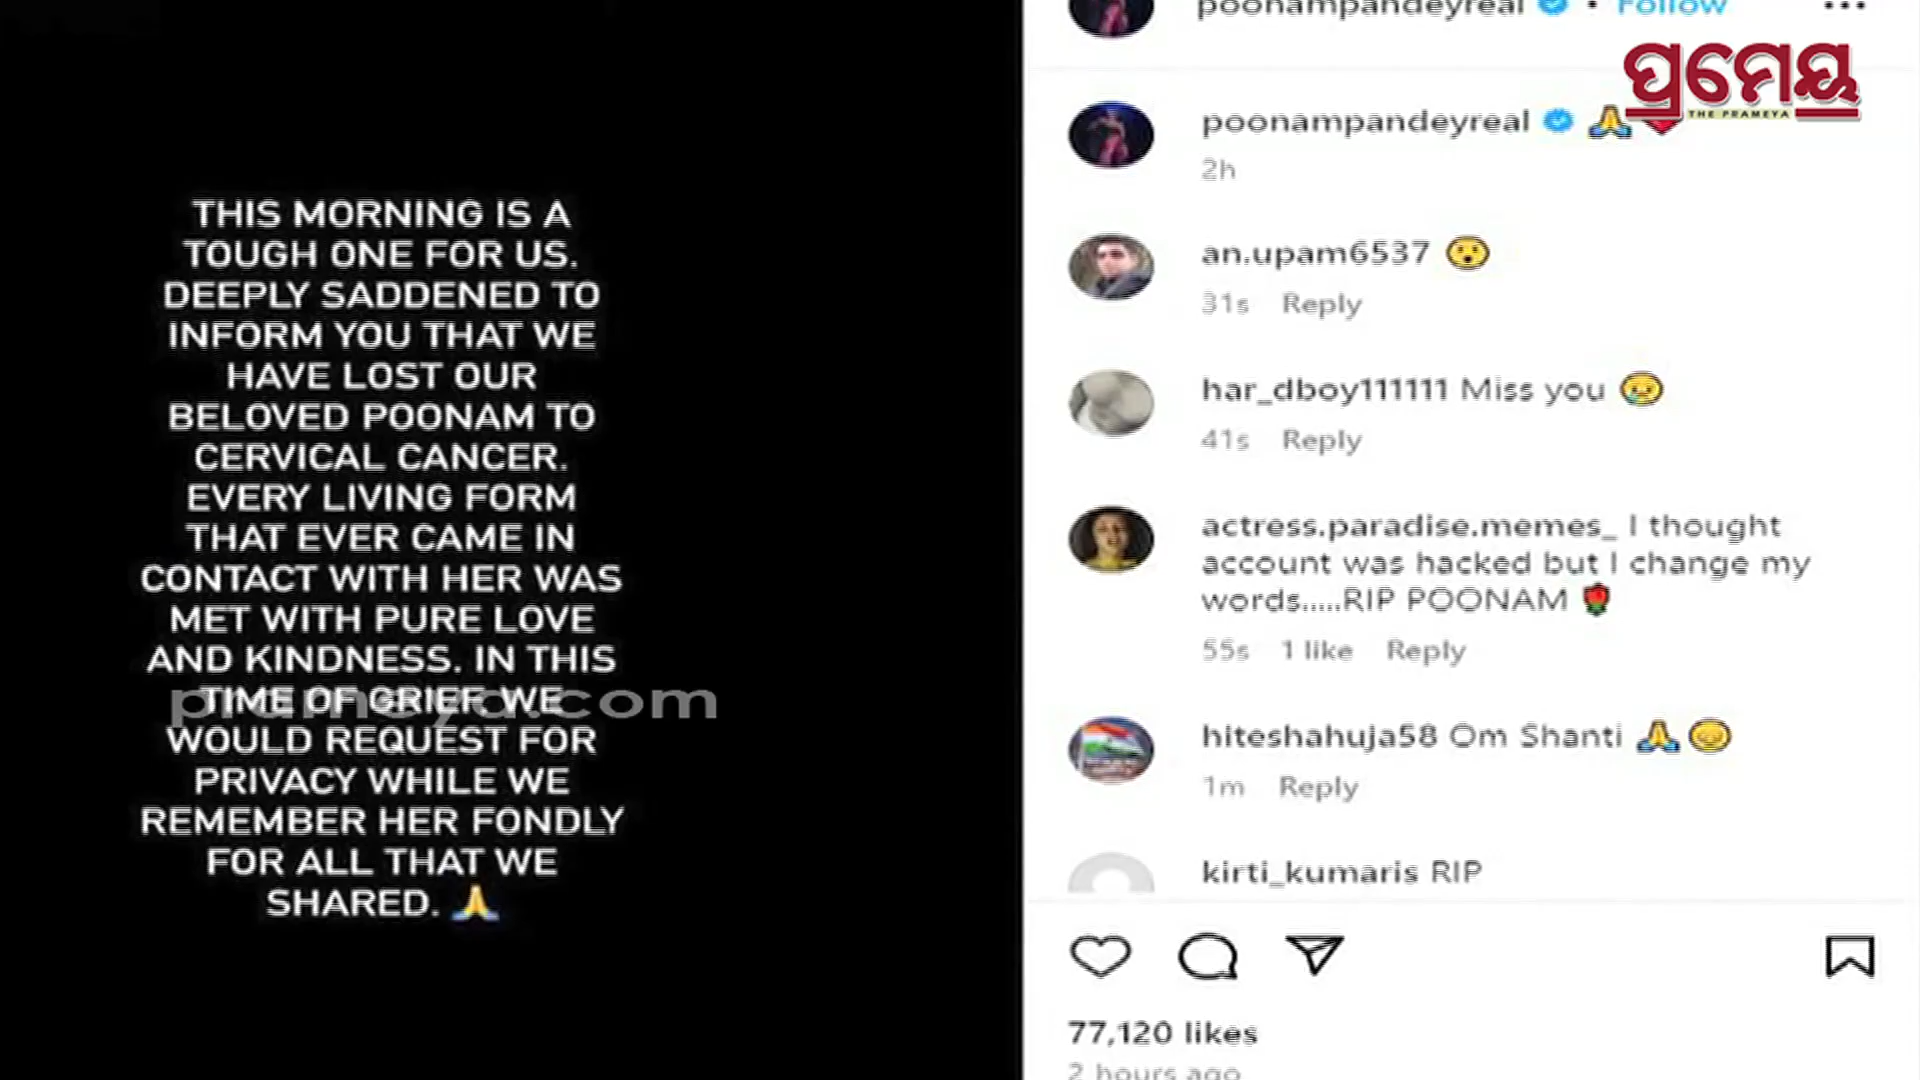 THIS MORNING IS A
TOUGH ONE FOR US.
DEEPLY SADDENED TO
INFORM YOU THAT WE
HAVE LOST OUR
BELOVED POONAM TO
CERVICAL CANCER.
EVERY LIVING FORM
THAT EVER CAME IN
CONTACT WITH HER WAS
MET WITH PURE LOVE
AND KINDNESS. IN THIS
TIME OF GRIEF WE
WOULD REQUEST FOR
PRIVACY WHILE WE
REMEMBER HER FONDLY
FOR ALL THAT WE
SHARED. 🙏
prameya.com
poonampandeyreal • Follow
ପ୍ରମେୟ
THE PRAMEYA
poonampandeyreal 🙏
2h
an.upam6537 😮
31s Reply
har_dboy111111 Miss you 😢
41s Reply
actress.paradise.memes_ I thought
account was hacked but I change my
words.....RIP POONAM 🌹
55s 1 like Reply
hiteshahuja58 Om Shanti 🙏😔
1m Reply
kirti_kumaris RIP
77,120 likes
2 hours ago